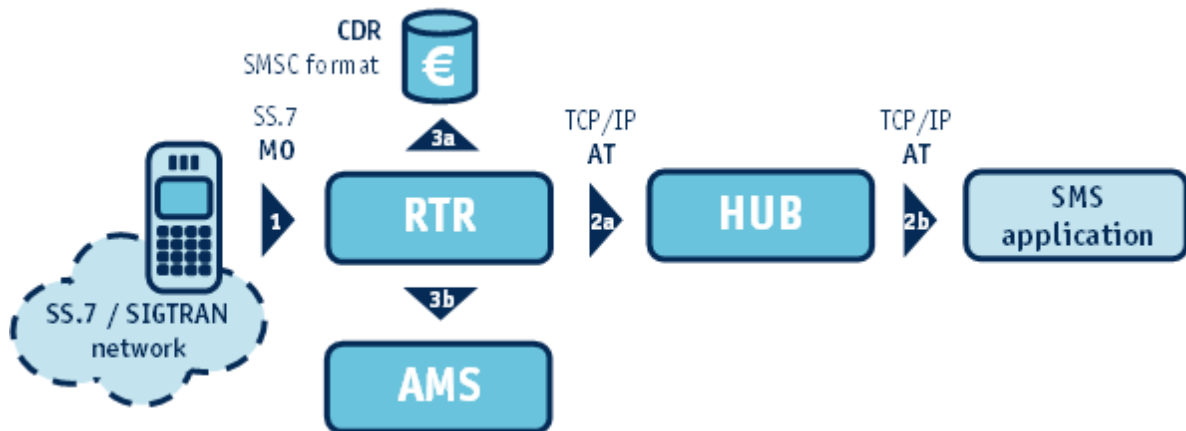 CDR
SMSC format
€
SS.7
MO
3a
TCP/IP
AT
TCP/IP
AT
1
RTR
2a
HUB
2b
SMS
application
3b
SS.7 / SIGTRAN
network
AMS